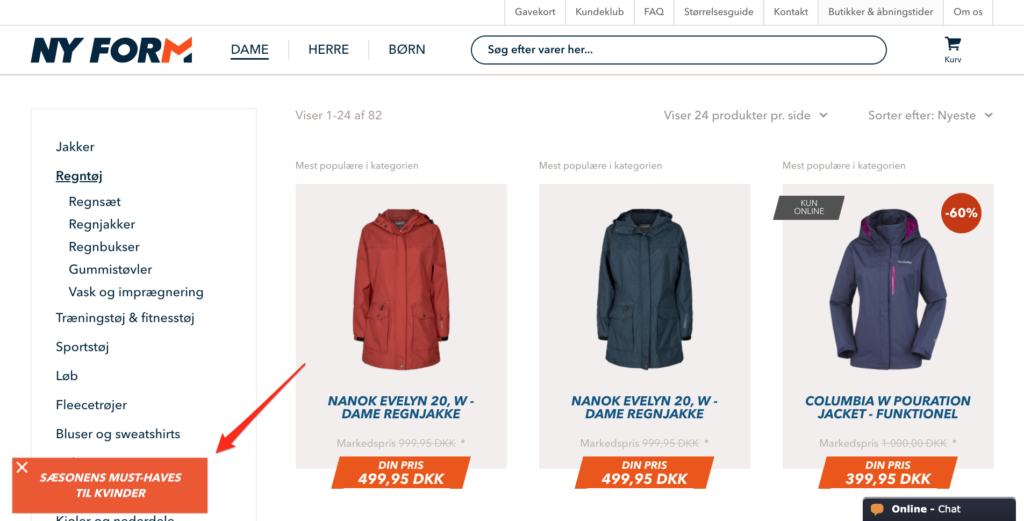 Gavekort Kundeklub FAQ Størrelsesguide Kontakt Butikker & åbningstider Om os
NY FORM DAME HERRE BØRN Søg efter varer her... Kurv
Viser 1-24 af 82 Viser 24 produkter pr. side Sorter efter: Nyeste
Jakker
Regntøj
Regnsæt
Regnjakker
Regnbukser
Gummistøvler
Vask og imprægnering
Træningstøj & fitnesstøj
Sportstøj
Løb
Fleecetrøjer
Bluser og sweatshirts
SÆSONENS MUST-HAVES
TIL KVINDER
Kjoler og nederdele
Mest populære i kategorien
NANOK EVELYN 20, W -
DAME REGNJAKKE
Markedspris 999,95 DKK *
DIN PRIS
499,95 DKK
Mest populære i kategorien
NANOK EVELYN 20, W -
DAME REGNJAKKE
Markedspris 999,95 DKK *
DIN PRIS
499,95 DKK
Mest populære i kategorien
KUN
ONLINE
-60%
Columbia
COLUMBIA W POURATION
JACKET - FUNKTIONEL
Markedspris 1.000,00 DKK *
DIN PRIS
399,95 DKK
Online - Chat